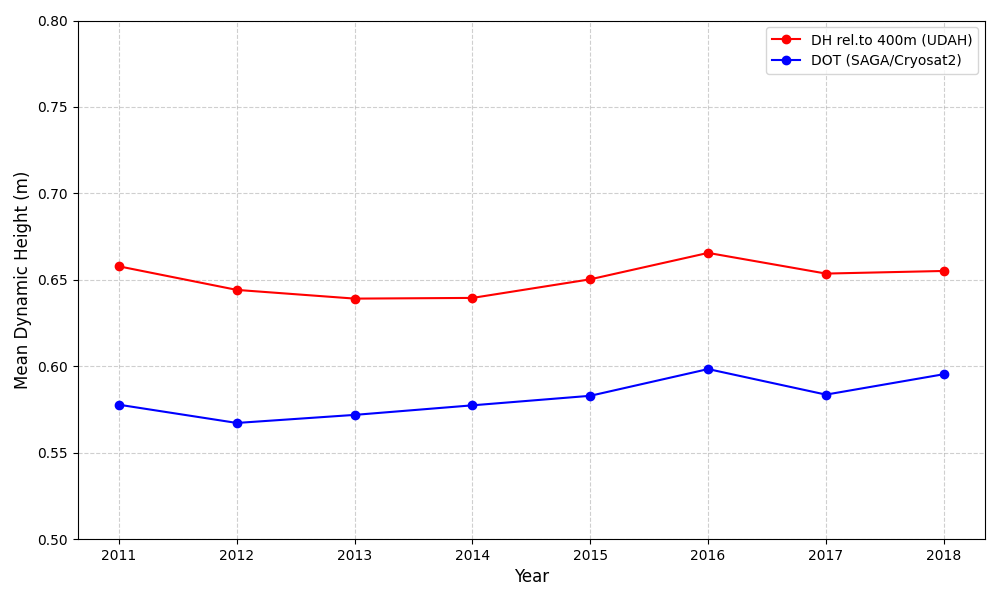 0.80
0.75
0.70
0.65
0.60
0.55
0.50
Mean Dynamic Height (m)
DH rel.to 400m (UDAH)
DOT (SAGA/Cryosat2)
2011 2012 2013 2014 2015 2016 2017 2018
Year